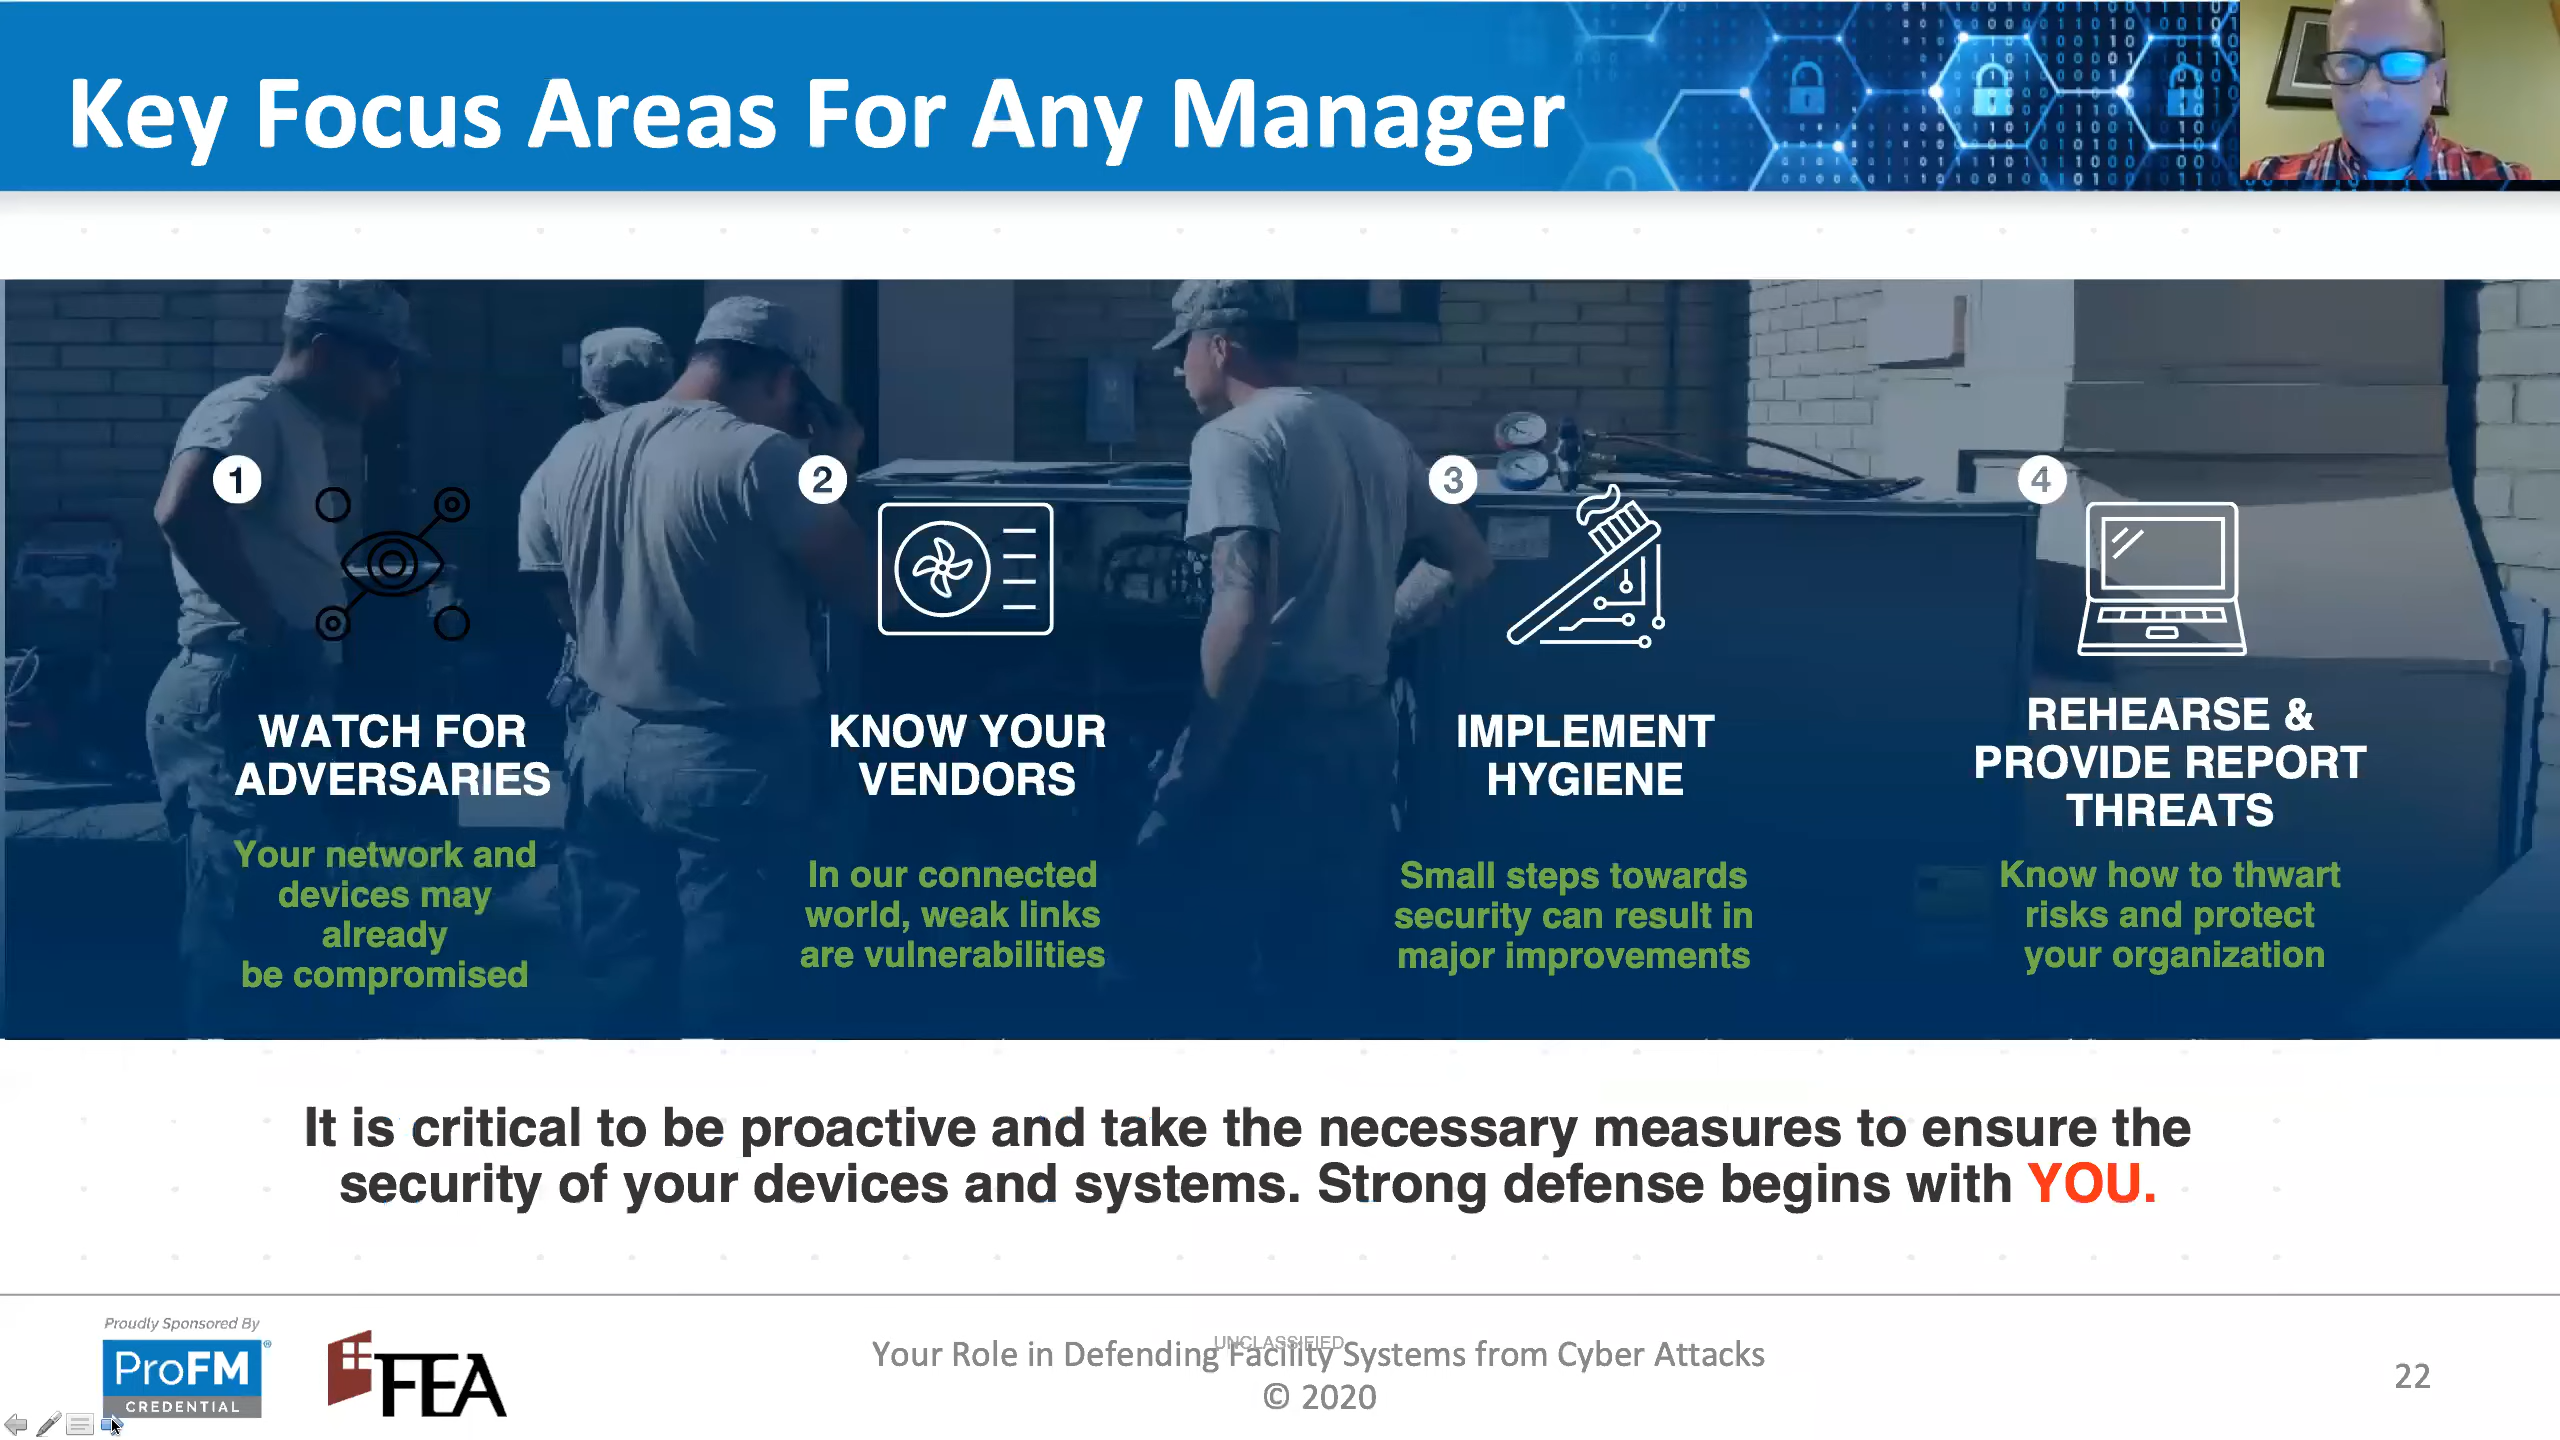 Key Focus Areas For Any Manager
1
WATCH FOR
ADVERSARIES
Your network and
devices may
already
be compromised
2
KNOW YOUR
VENDORS
In our connected
world, weak links
are vulnerabilities
3
IMPLEMENT
HYGIENE
Small steps towards
security can result in
major improvements
4
REHEARSE &
PROVIDE REPORT
THREATS
Know how to thwart
risks and protect
your organization
It is critical to be proactive and take the necessary measures to ensure the
security of your devices and systems. Strong defense begins with YOU.
Proudly Sponsored By
ProFM®
CREDENTIAL
FEA
UNCLASSIFIED
Your Role in Defending Facility Systems from Cyber Attacks
© 2020
22